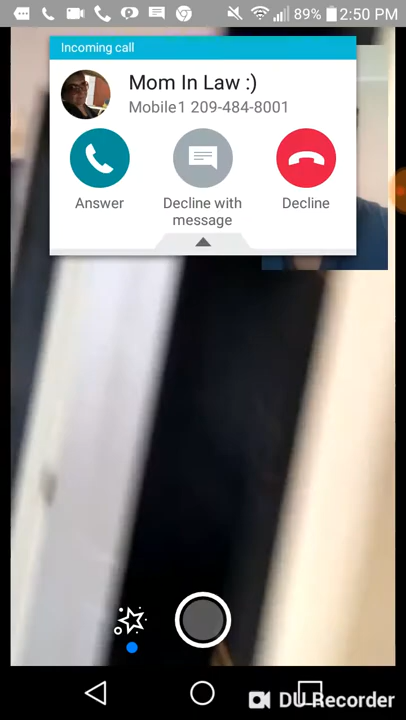 89% 2:50 PM
Incoming call
Mom In Law :)
Mobile1 209-484-8001
Answer
Decline with
message
Decline
DU Recorder